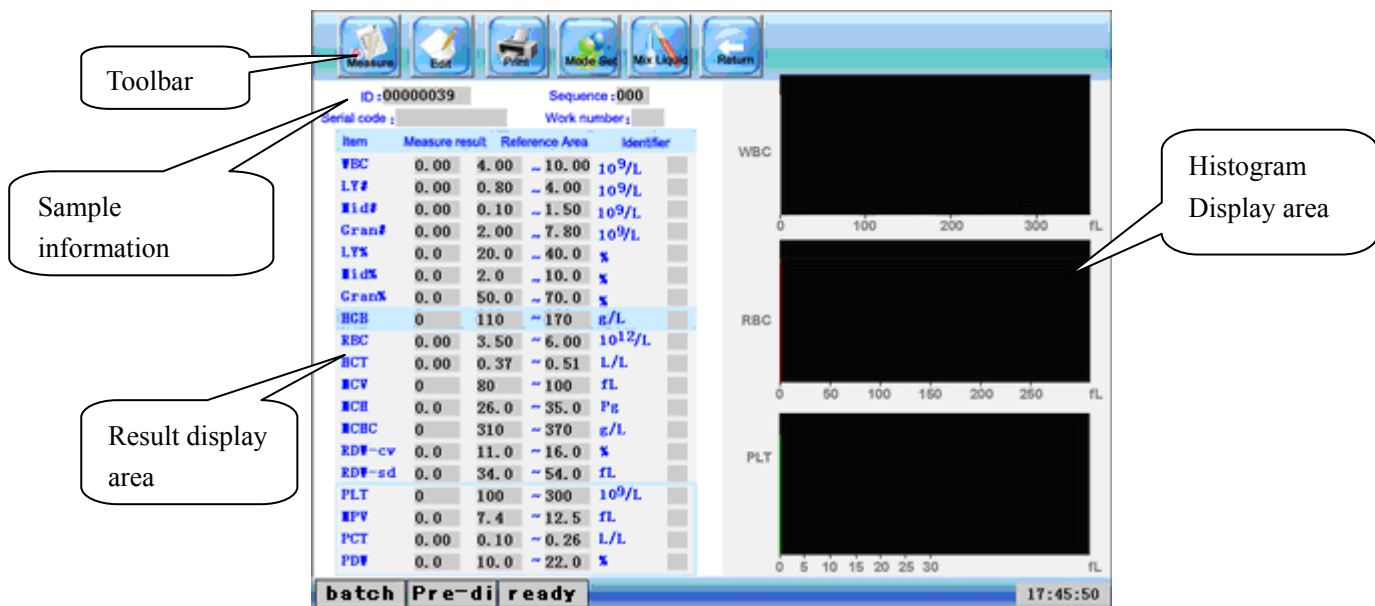 Toolbar
Sample
information
Result display
area
Measure Edit Print Mode Set Mix Liquid Return
ID :00000039 Sequence :000
Serial code : Work number :
Item Measure result Reference Area Identifier
WBC 0.00 4.00 ~ 10.00 10⁹/L
LY# 0.00 0.80 ~ 4.00 10⁹/L
Mid# 0.00 0.10 ~ 1.50 10⁹/L
Gran# 0.00 2.00 ~ 7.80 10⁹/L
LY% 0.0 20.0 ~ 40.0 %
Mid% 0.0 2.0 ~ 10.0 %
Gran% 0.0 50.0 ~ 70.0 %
HGB 0 110 ~ 170 g/L
RBC 0.00 3.50 ~ 6.00 10¹²/L
HCT 0.00 0.37 ~ 0.51 L/L
MCV 0 80 ~ 100 fL
MCH 0.0 26.0 ~ 35.0 Pg
MCHC 0 310 ~ 370 g/L
RDW-cv 0.0 11.0 ~ 16.0 %
RDW-sd 0.0 34.0 ~ 54.0 fL
PLT 0 100 ~ 300 10⁹/L
MPV 0.0 7.4 ~ 12.5 fL
PCT 0.00 0.10 ~ 0.26 L/L
PDW 0.0 10.0 ~ 22.0 %
WBC
0 100 200 300 fL
RBC
0 50 100 150 200 250 fL
PLT
0 5 10 15 20 25 30 fL
Histogram
Display area
batch Pre-di ready 17:45:50